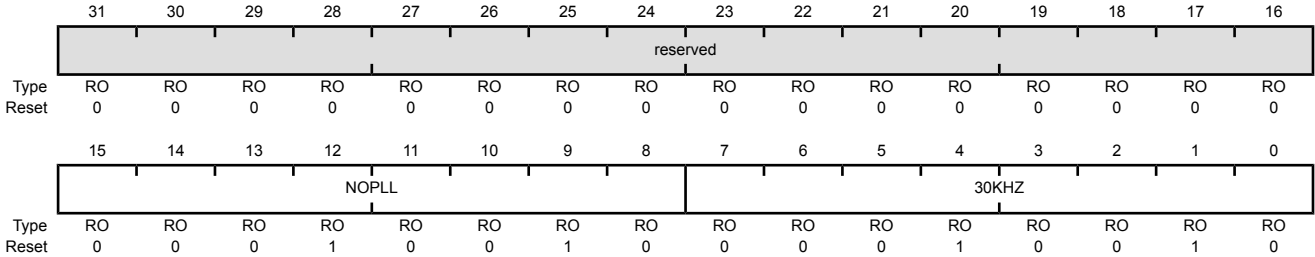 31 30 29 28 27 26 25 24 23 22 21 20 19 18 17 16
reserved
Type RO RO RO RO RO RO RO RO RO RO RO RO RO RO RO RO
Reset 0 0 0 0 0 0 0 0 0 0 0 0 0 0 0 0
15 14 13 12 11 10 9 8 7 6 5 4 3 2 1 0
NOPLL 30KHZ
Type RO RO RO RO RO RO RO RO RO RO RO RO RO RO RO RO
Reset 0 0 0 1 0 0 1 0 0 0 0 1 0 0 1 0